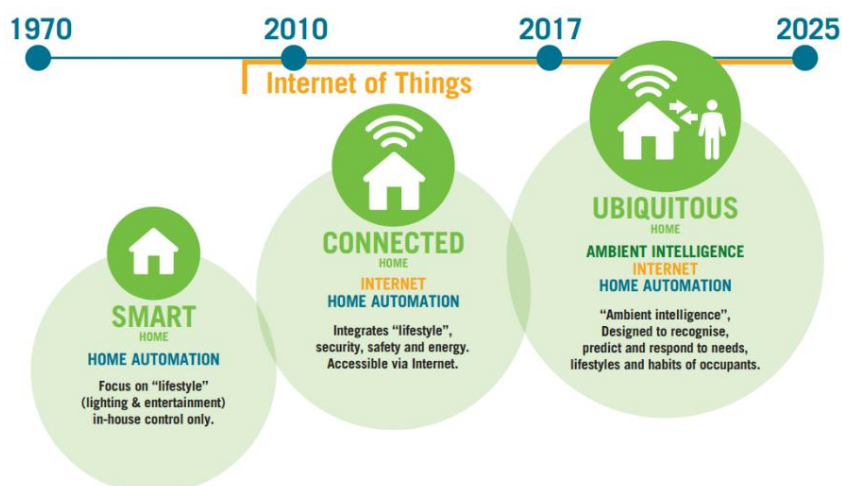 1970
2010
2017
2025
Internet of Things
SMART
HOME
HOME AUTOMATION
Focus on “lifestyle”
(lighting & entertainment)
in-house control only.
CONNECTED
HOME
INTERNET
HOME AUTOMATION
Integrates “lifestyle”,
security, safety and energy.
Accessible via Internet.
UBIQUITOUS
HOME
AMBIENT INTELLIGENCE
INTERNET
HOME AUTOMATION
“Ambient intelligence”,
Designed to recognise,
predict and respond to needs,
lifestyles and habits of occupants.